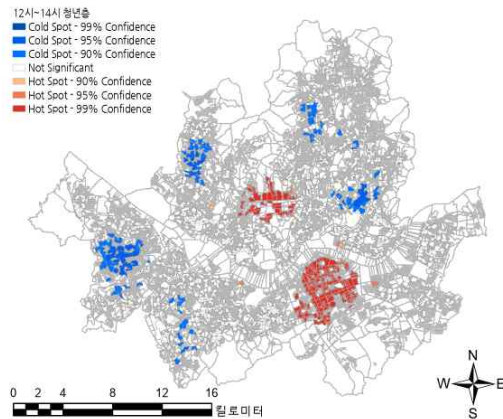 12시~14시 청년층
Cold Spot - 99% Confidence
Cold Spot - 95% Confidence
Cold Spot - 90% Confidence
Not Significant
Hot Spot - 90% Confidence
Hot Spot - 95% Confidence
Hot Spot - 99% Confidence
N
W E
S
0 2 4 8 12 16
킬로미터